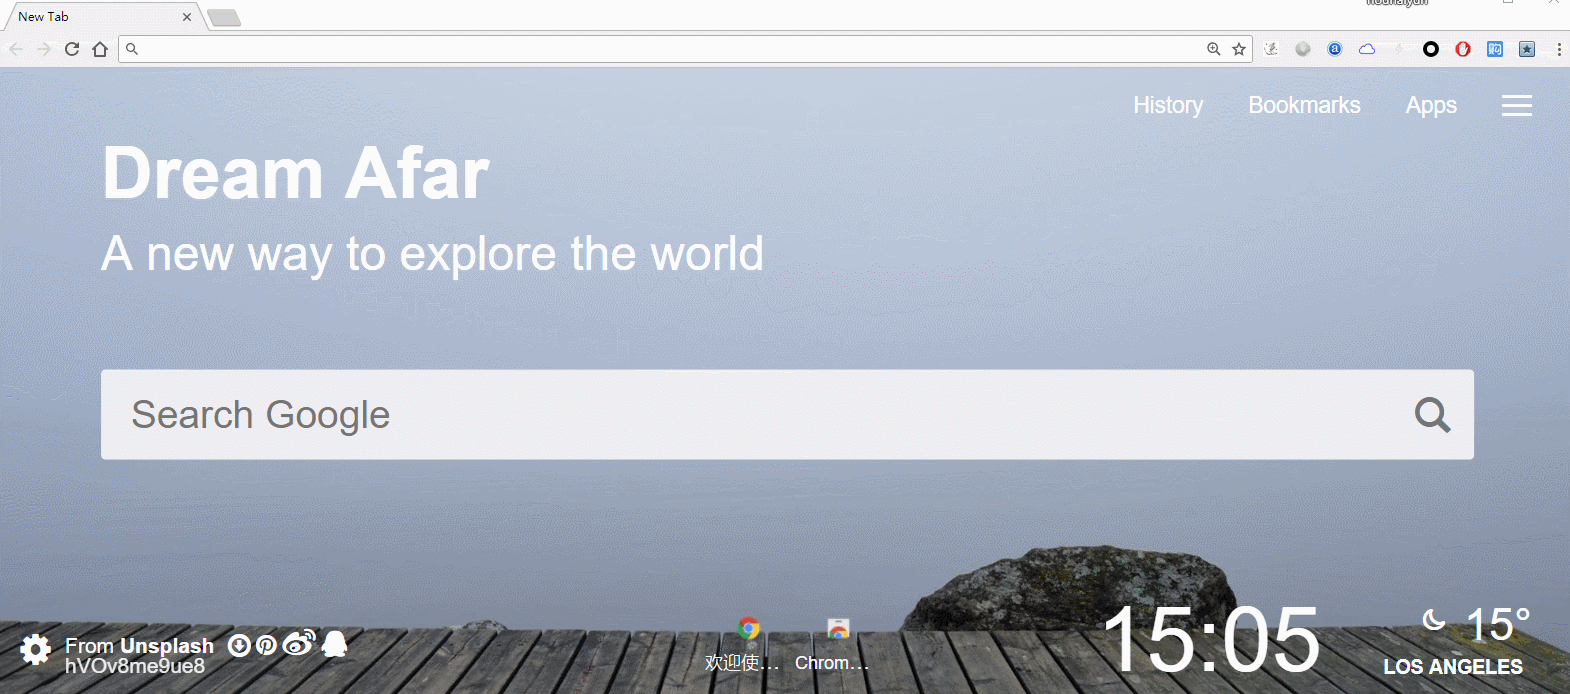 New Tab
History Bookmarks Apps
Dream Afar
A new way to explore the world
Search Google
From Unsplash
hVOv8me9ue8
欢迎使... Chrom...
15:05
15°
LOS ANGELES